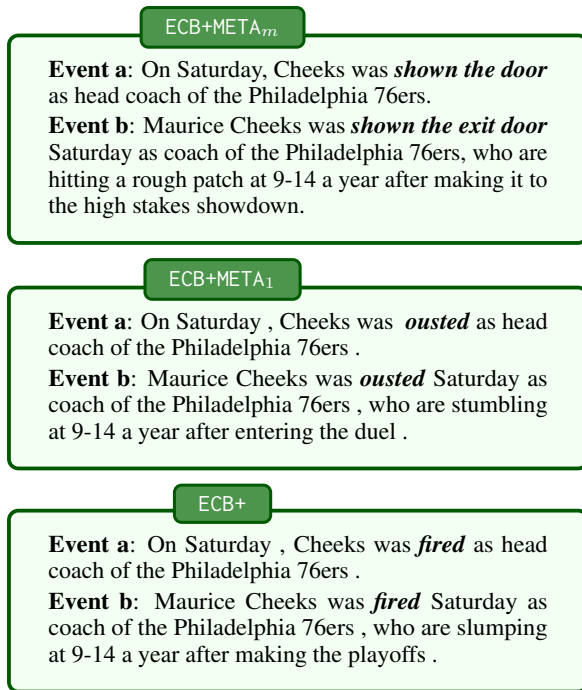 ECB+META_m
Event a: On Saturday, Cheeks was shown the door
as head coach of the Philadelphia 76ers.
Event b: Maurice Cheeks was shown the exit door
Saturday as coach of the Philadelphia 76ers, who are
hitting a rough patch at 9-14 a year after making it to
the high stakes showdown.
ECB+META_1
Event a: On Saturday , Cheeks was ousted as head
coach of the Philadelphia 76ers .
Event b: Maurice Cheeks was ousted Saturday as
coach of the Philadelphia 76ers , who are stumbling
at 9-14 a year after entering the duel .
ECB+
Event a: On Saturday , Cheeks was fired as head
coach of the Philadelphia 76ers .
Event b: Maurice Cheeks was fired Saturday as
coach of the Philadelphia 76ers , who are slumping
at 9-14 a year after making the playoffs .